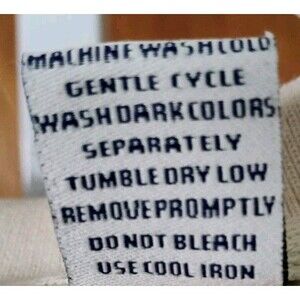 MACHINE WASH COLD
GENTLE CYCLE
WASH DARK COLORS
SEPARATELY
TUMBLE DRY LOW
REMOVE PROMPTLY
DO NOT BLEACH
USE COOL IRON